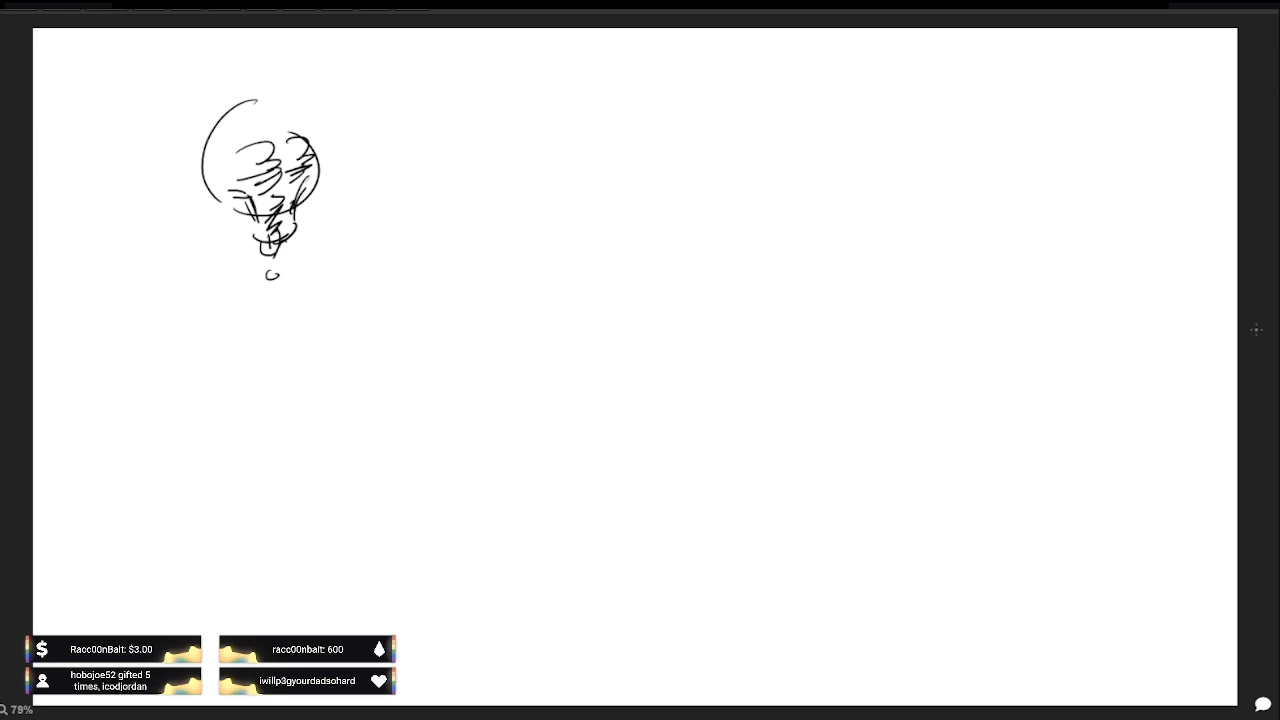 Racc00nBait: $3.00
racc00nbait: 600
hobojoe52 gifted 5
times, icodjordan
iwillp3gyourdadsohard
79%